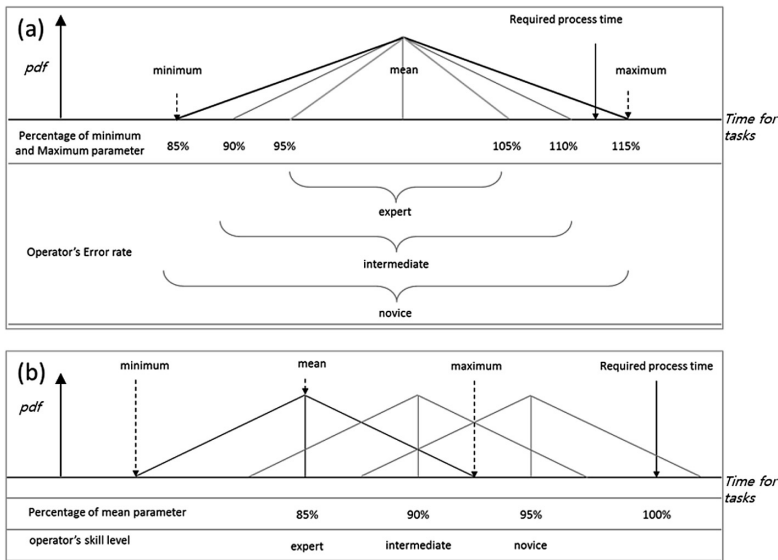 (a)
Required process time
pdf
minimum
mean
maximum
Time for
tasks
Percentage of minimum
and Maximum parameter
85% 90% 95% 105% 110% 115%
expert
Operator's Error rate
intermediate
novice
(b)
minimum mean maximum Required process time
pdf
Time for
tasks
Percentage of mean parameter 85% 90% 95% 100%
operator's skill level expert intermediate novice